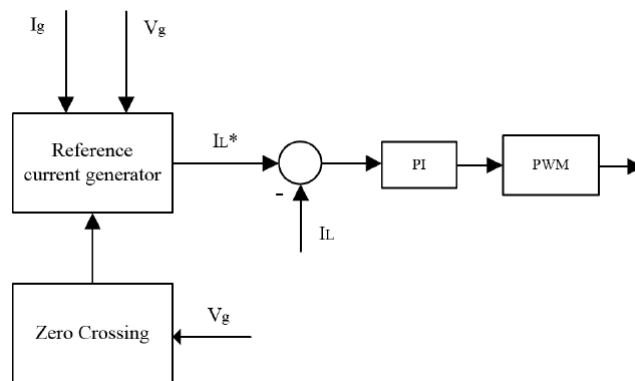 Ig
Vg
Reference
current generator
IL*
PI
PWM
-
IL
Zero Crossing
Vg